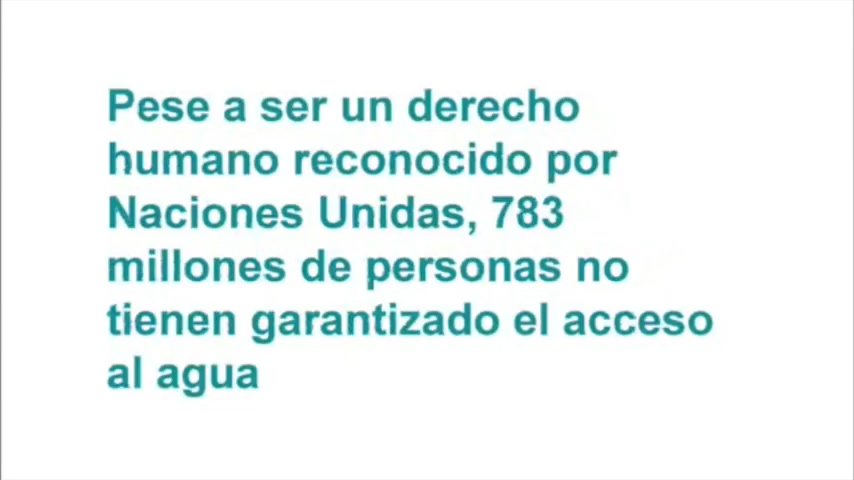 Pese a ser un derecho
humano reconocido por
Naciones Unidas, 783
millones de personas no
tienen garantizado el acceso
al agua